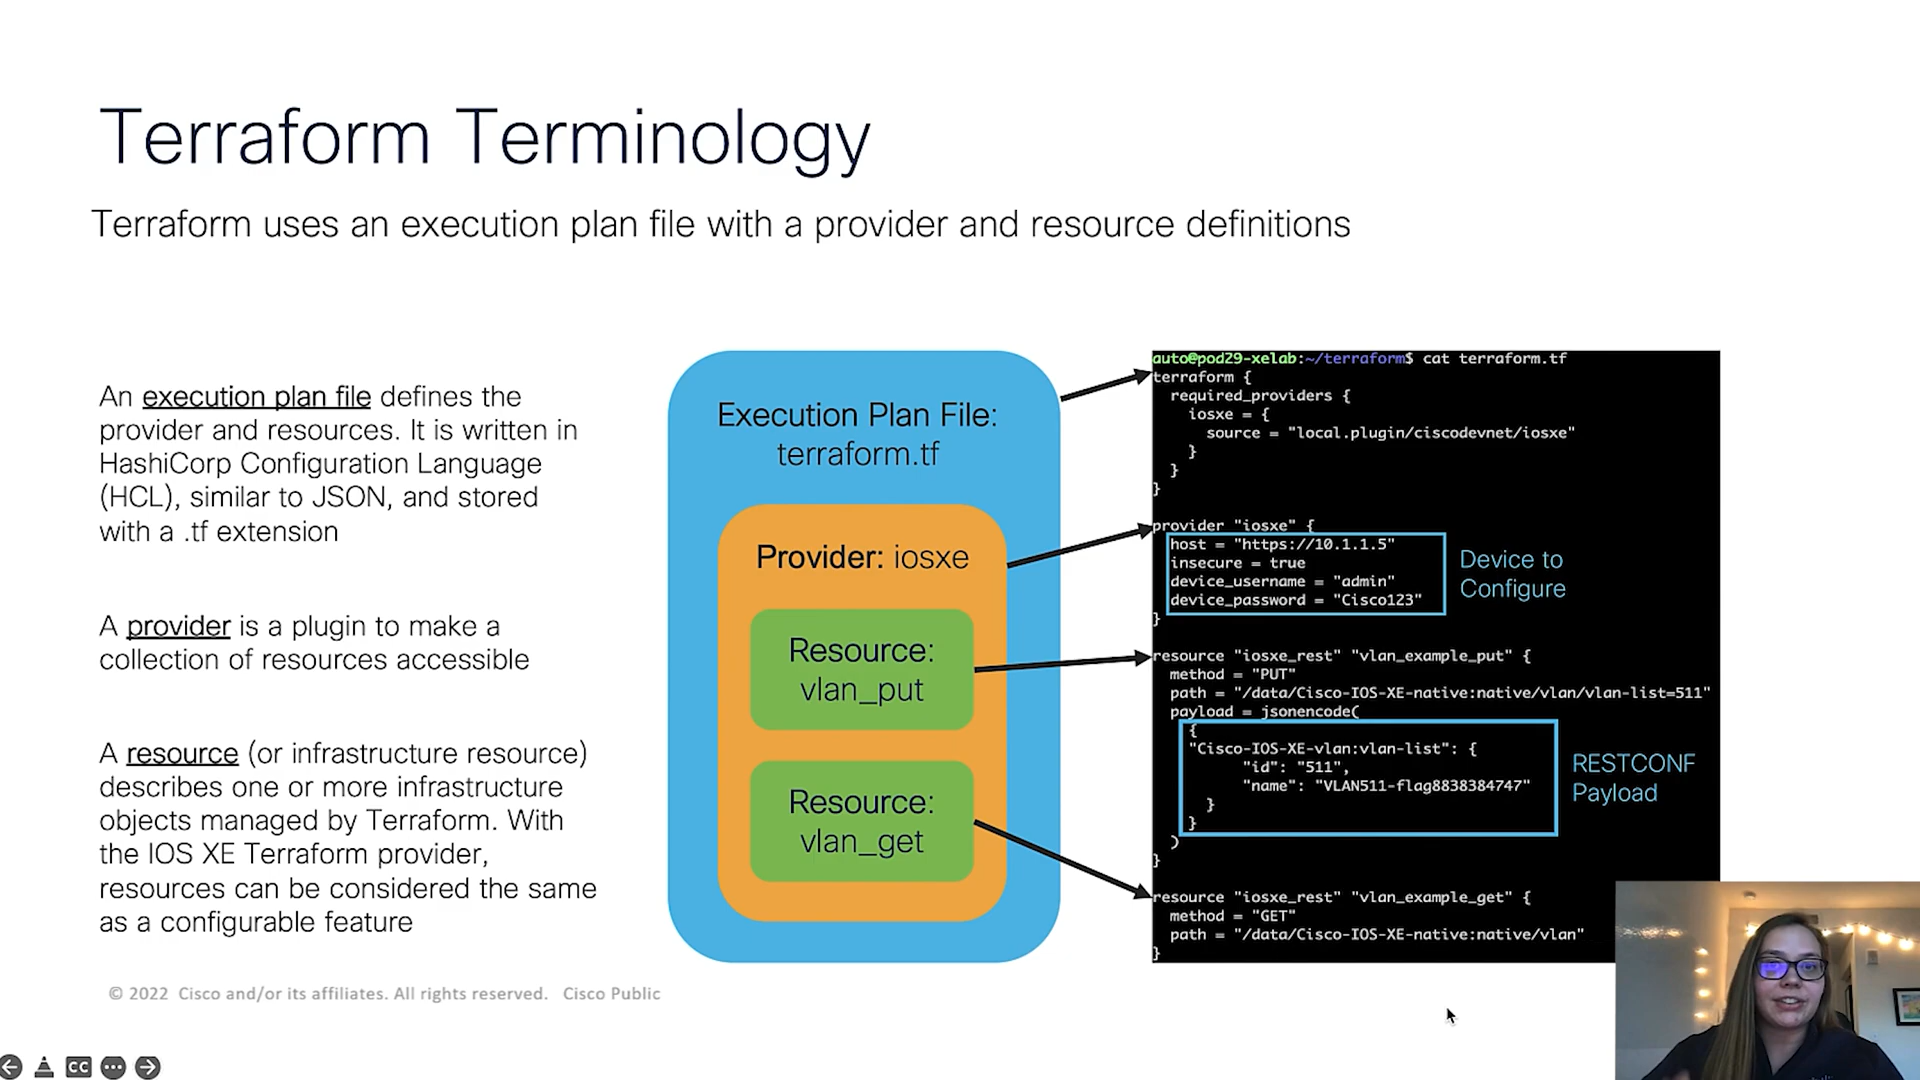 Terraform Terminology
Terraform uses an execution plan file with a provider and resource definitions
An execution plan file defines the
provider and resources. It is written in
HashiCorp Configuration Language
(HCL), similar to JSON, and stored
with a .tf extension
A provider is a plugin to make a
collection of resources accessible
A resource (or infrastructure resource)
describes one or more infrastructure
objects managed by Terraform. With
the IOS XE Terraform provider,
resources can be considered the same
as a configurable feature
Execution Plan File:
terraform.tf
Provider: iosxe
Resource:
vlan_put
Resource:
vlan_get
auto@pod29-xelab:~/terraform$ cat terraform.tf
terraform {
  required_providers {
    iosxe = {
      source = "local.plugin/ciscodevnet/iosxe"
    }
  }
}
provider "iosxe" {
  host = "https://10.1.1.5"
  insecure = true
  device_username = "admin"
  device_password = "Cisco123"
}
Device to
Configure
resource "iosxe_rest" "vlan_example_put" {
  method = "PUT"
  path = "/data/Cisco-IOS-XE-native:native/vlan/vlan-list=511"
  payload = jsonencode(
    {
    "Cisco-IOS-XE-vlan:vlan-list": {
          "id": "511",
          "name": "VLAN511-flag8838384747"
      }
    }
  )
}
RESTCONF
Payload
resource "iosxe_rest" "vlan_example_get" {
  method = "GET"
  path = "/data/Cisco-IOS-XE-native:native/vlan"
}
© 2022 Cisco and/or its affiliates. All rights reserved. Cisco Public
CC